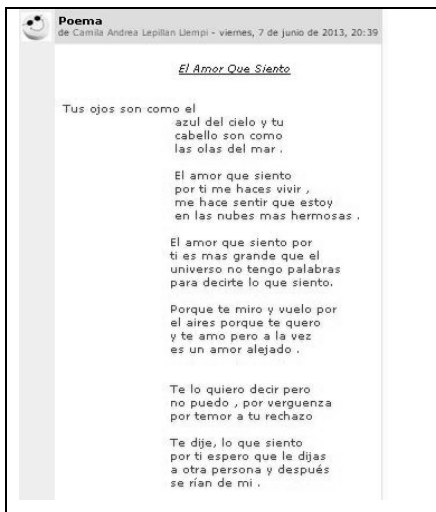 Poema
de Camila Andrea Lepillan Llempi - viernes, 7 de junio de 2013, 20:39
El Amor Que Siento
Tus ojos son como el
azul del cielo y tu
cabello son como
las olas del mar .
El amor que siento
por ti me haces vivir ,
me hace sentir que estoy
en las nubes mas hermosas .
El amor que siento por
ti es mas grande que el
universo no tengo palabras
para decirte lo que siento.
Porque te miro y vuelo por
el aires porque te quero
y te amo pero a la vez
es un amor alejado .
Te lo quiero decir pero
no puedo , por verguenza
por temor a tu rechazo
Te dije, lo que siento
por ti espero que le dijas
a otra persona y después
se rían de mi .